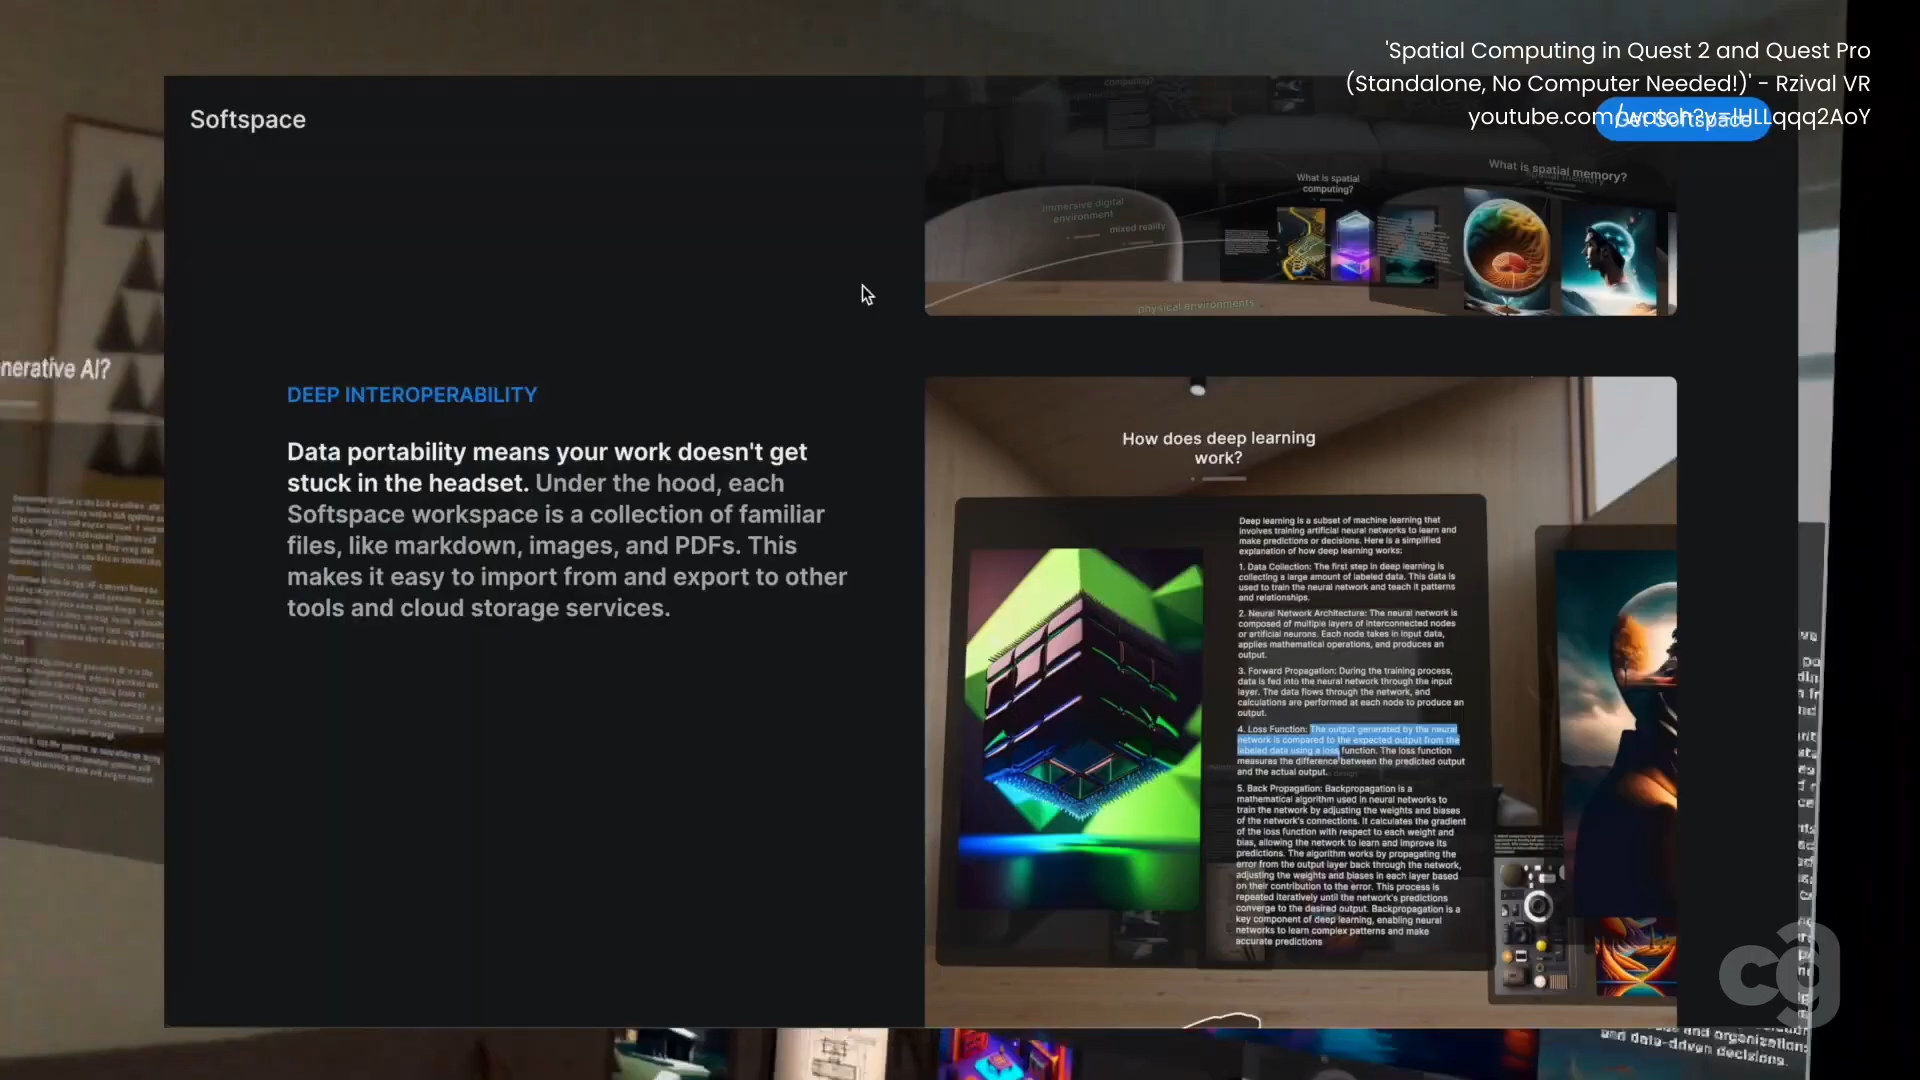 'Spatial Computing in Quest 2 and Quest Pro
(Standalone, No Computer Needed!)' - Rzival VR
youtube.com/watch?v=lHLLqqq2AoY
Softspace
Get Softspace
computing?
What is spatial
computing?
What is spatial memory?
immersive digital
environment
mixed reality
physical environments
nerative AI?
DEEP INTEROPERABILITY
Data portability means your work doesn't get
stuck in the headset. Under the hood, each
Softspace workspace is a collection of familiar
files, like markdown, images, and PDFs. This
makes it easy to import from and export to other
tools and cloud storage services.
How does deep learning
work?
Deep learning is a subset of machine learning that
involves training artificial neural networks to learn and
make predictions or decisions. Here is a simplified
explanation of how deep learning works:
1. Data Collection: The first step in deep learning is
collecting a large amount of labeled data. This data is
used to train the neural network and teach it patterns
and relationships.
2. Neural Network Architecture: The neural network is
composed of multiple layers of interconnected nodes
or artificial neurons. Each node takes in input data,
applies mathematical operations, and produces an
output.
3. Forward Propagation: During the training process,
data is fed into the neural network through the input
layer. The data flows through the network, and
calculations are performed at each node to produce an
output.
4. Loss Function: The output generated by the neural
network is compared to the expected output from the
labeled data using a loss function. The loss function
measures the difference between the predicted output
and the actual output.
design
5. Back Propagation: Backpropagation is a
mathematical algorithm used in neural networks to
train the network by adjusting the weights and biases
of the network's connections. It calculates the gradient
of the loss function with respect to each weight and
bias, allowing the network to learn and improve its
predictions. The algorithm works by propagating the
error from the output layer back through the network,
adjusting the weights and biases in each layer based
on their contribution to the error. This process is
repeated iteratively until the network's predictions
converge to the desired output. Backpropagation is a
key component of deep learning, enabling neural
networks to learn complex patterns and make
accurate predictions
cg
and organization
and data-driven decisions.